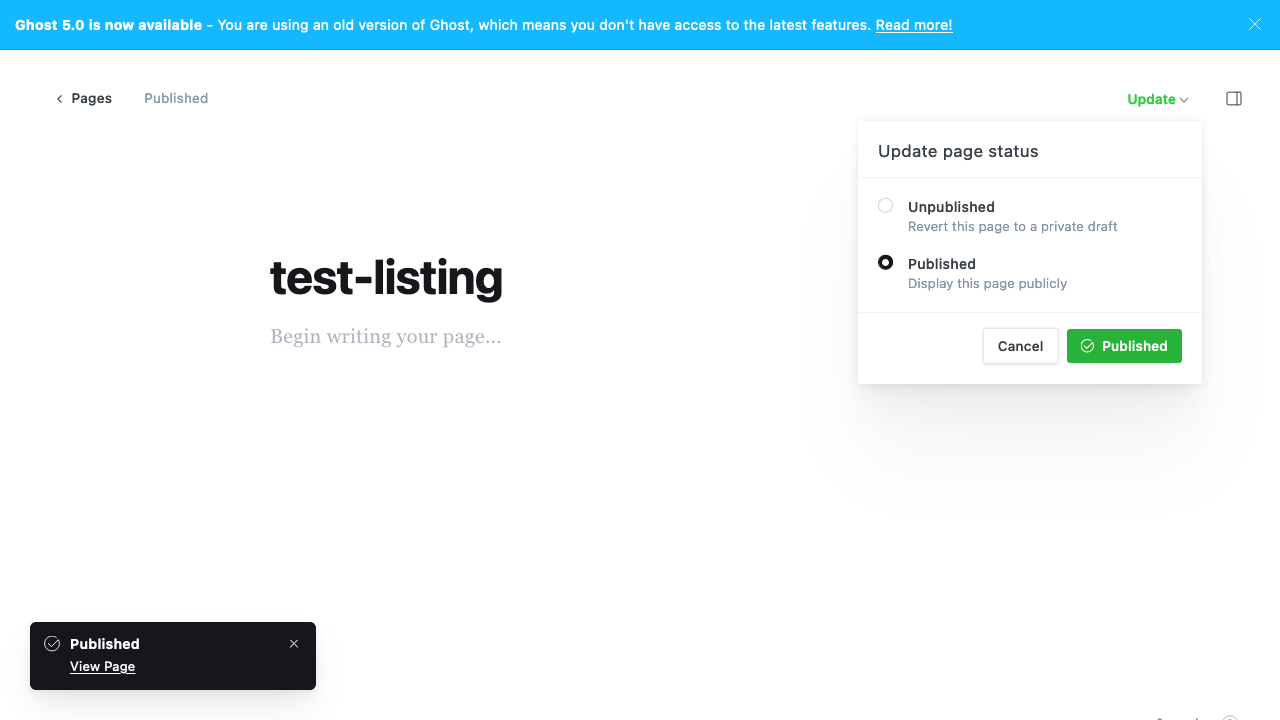 Ghost 5.0 is now available - You are using an old version of Ghost, which means you don't have access to the latest features. Read more!
Pages
Published
Update
Update page status
Unpublished
Revert this page to a private draft
Published
Display this page publicly
Cancel
Published
test-listing
Begin writing your page...
Published
View Page